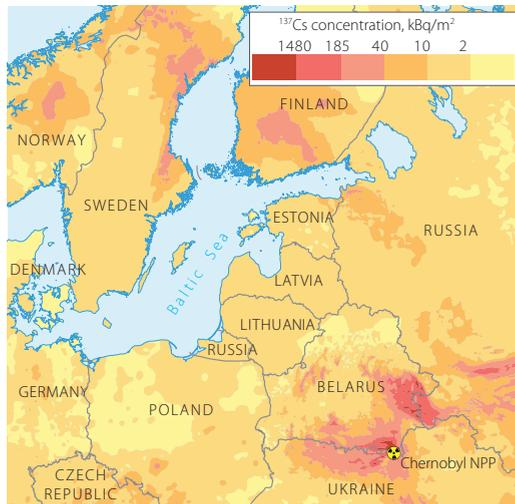 ¹³⁷Cs concentration, kBq/m²
1480 185 40 10 2
FINLAND
NORWAY
SWEDEN
ESTONIA
RUSSIA
Baltic Sea
DENMARK
LATVIA
LITHUANIA
RUSSIA
BELARUS
GERMANY
POLAND
Chernobyl NPP
CZECH
REPUBLIC
UKRAINE